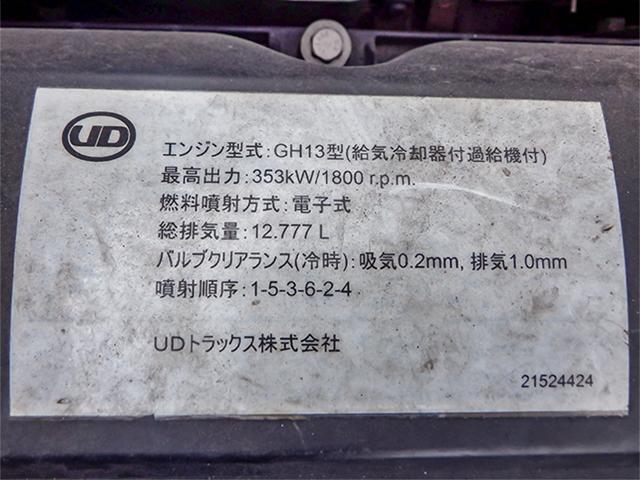 UD
エンジン型式:GH13型(給気冷却器付過給機付)
最高出力:353kW/1800 r.p.m.
燃料噴射方式:電子式
総排気量:12.777 L
バルブクリアランス(冷時):吸気0.2mm, 排気1.0mm
噴射順序:1-5-3-6-2-4
UDトラックス株式会社
21524424